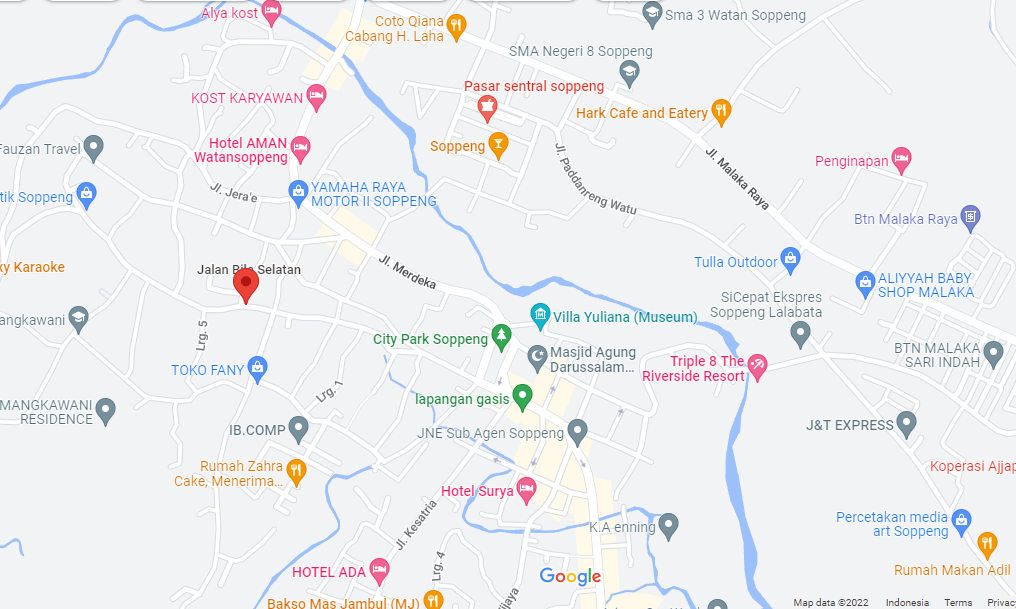 Alya kost
Coto Qiana
Cabang H. Laha
Sma 3 Watan Soppeng
SMA Negeri 8 Soppeng
KOST KARYAWAN
Pasar sentral soppeng
Hark Cafe and Eatery
Hotel AMAN
Watansoppeng
Soppeng
Fauzan Travel
Jl. Paddanreng Watu
Jl. Malaka Raya
Penginapan
Jl. Jera'e
YAMAHA RAYA
MOTOR II SOPPENG
tik Soppeng
Btn Malaka Raya
xy Karaoke
Jalan Bila Selatan
Jl. Merdeka
Tulla Outdoor
ALIYYAH BABY
SHOP MALAKA
SiCepat Ekspres
Soppeng Lalabata
angkawani
Lrg. 5
Villa Yuliana (Museum)
City Park Soppeng
Masjid Agung
Darussalam...
BTN MALAKA
SARI INDAH
TOKO FANY
Triple 8 The
Riverside Resort
Lrg. 1
lapangan gasis
MANGKAWANI
RESIDENCE
IB.COMP
JNE Sub Agen Soppeng
J&T EXPRESS
Rumah Zahra
Cake, Menerima...
Koperasi Ajjap
Hotel Surya
Jl. Kesatria
K.A enning
Percetakan media
art Soppeng
HOTEL ADA
Lrg. 4
Google
Rumah Makan Adil
Bakso Mas Jambul (MJ)
ijaya
Map data ©2022
Indonesia
Terms
Privac